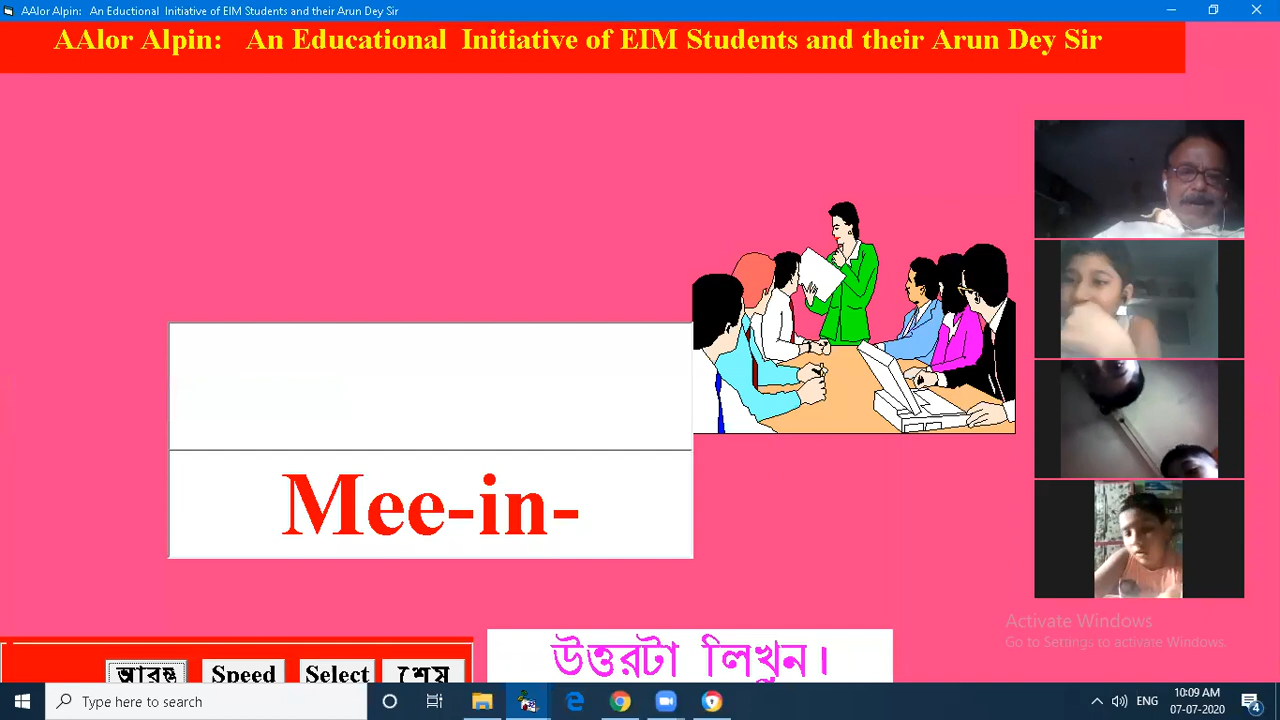 AAlor Alpin:   An Eductional  Initiative of EIM Students and their Arun Dey Sir
AAlor Alpin:   An Educational  Initiative of EIM Students and their Arun Dey Sir
Mee-in-
Activate Windows
Go to Settings to activate Windows.
উত্তরটা লিখুন।
আরম্ভ
Speed
Select
শেষ
Type here to search
ENG
10:09 AM
07-07-2020
4